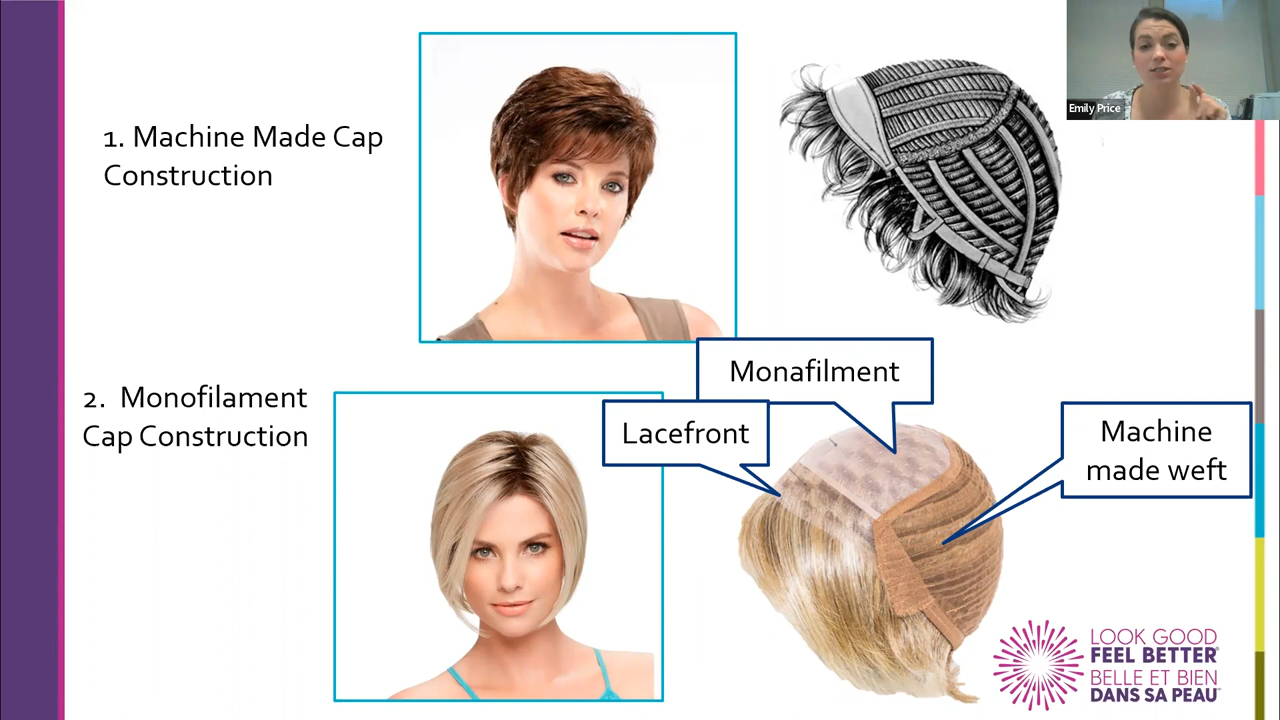 1. Machine Made Cap
Construction
Emily Price
Monafilment
2. Monofilament
Cap Construction
Lacefront
Machine
made weft
LOOK GOOD
FEEL BETTER®
BELLE ET BIEN
DANS SA PEAU